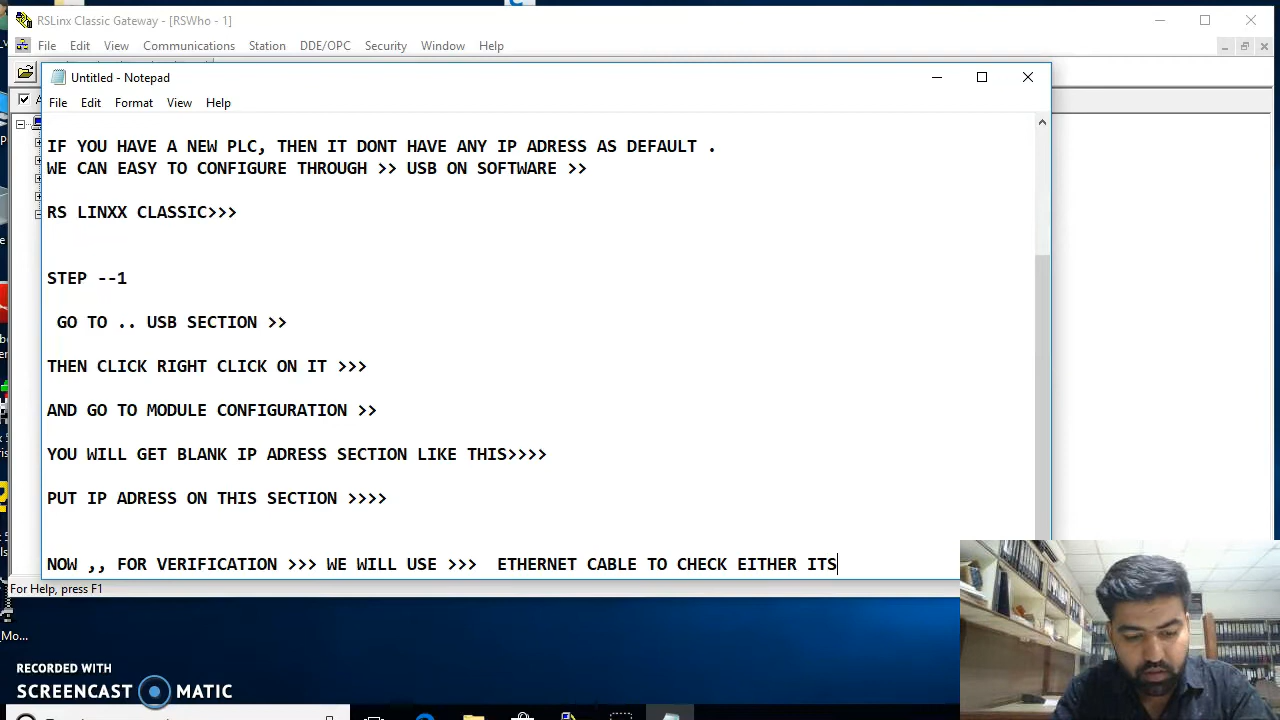 RSLinx Classic Gateway - [RSWho - 1]
File Edit View Communications Station DDE/OPC Security Window Help
Untitled - Notepad
File Edit Format View Help
IF YOU HAVE A NEW PLC, THEN IT DONT HAVE ANY IP ADRESS AS DEFAULT .
WE CAN EASY TO CONFIGURE THROUGH >> USB ON SOFTWARE >>
RS LINXX CLASSIC>>>
STEP --1
GO TO .. USB SECTION >>
THEN CLICK RIGHT CLICK ON IT >>>
AND GO TO MODULE CONFIGURATION >>
YOU WILL GET BLANK IP ADRESS SECTION LIKE THIS>>>>
PUT IP ADRESS ON THIS SECTION >>>>
NOW ,, FOR VERIFICATION >>> WE WILL USE >>> ETHERNET CABLE TO CHECK EITHER ITS
For Help, press F1
_Mo...
RECORDED WITH
SCREENCAST MATIC